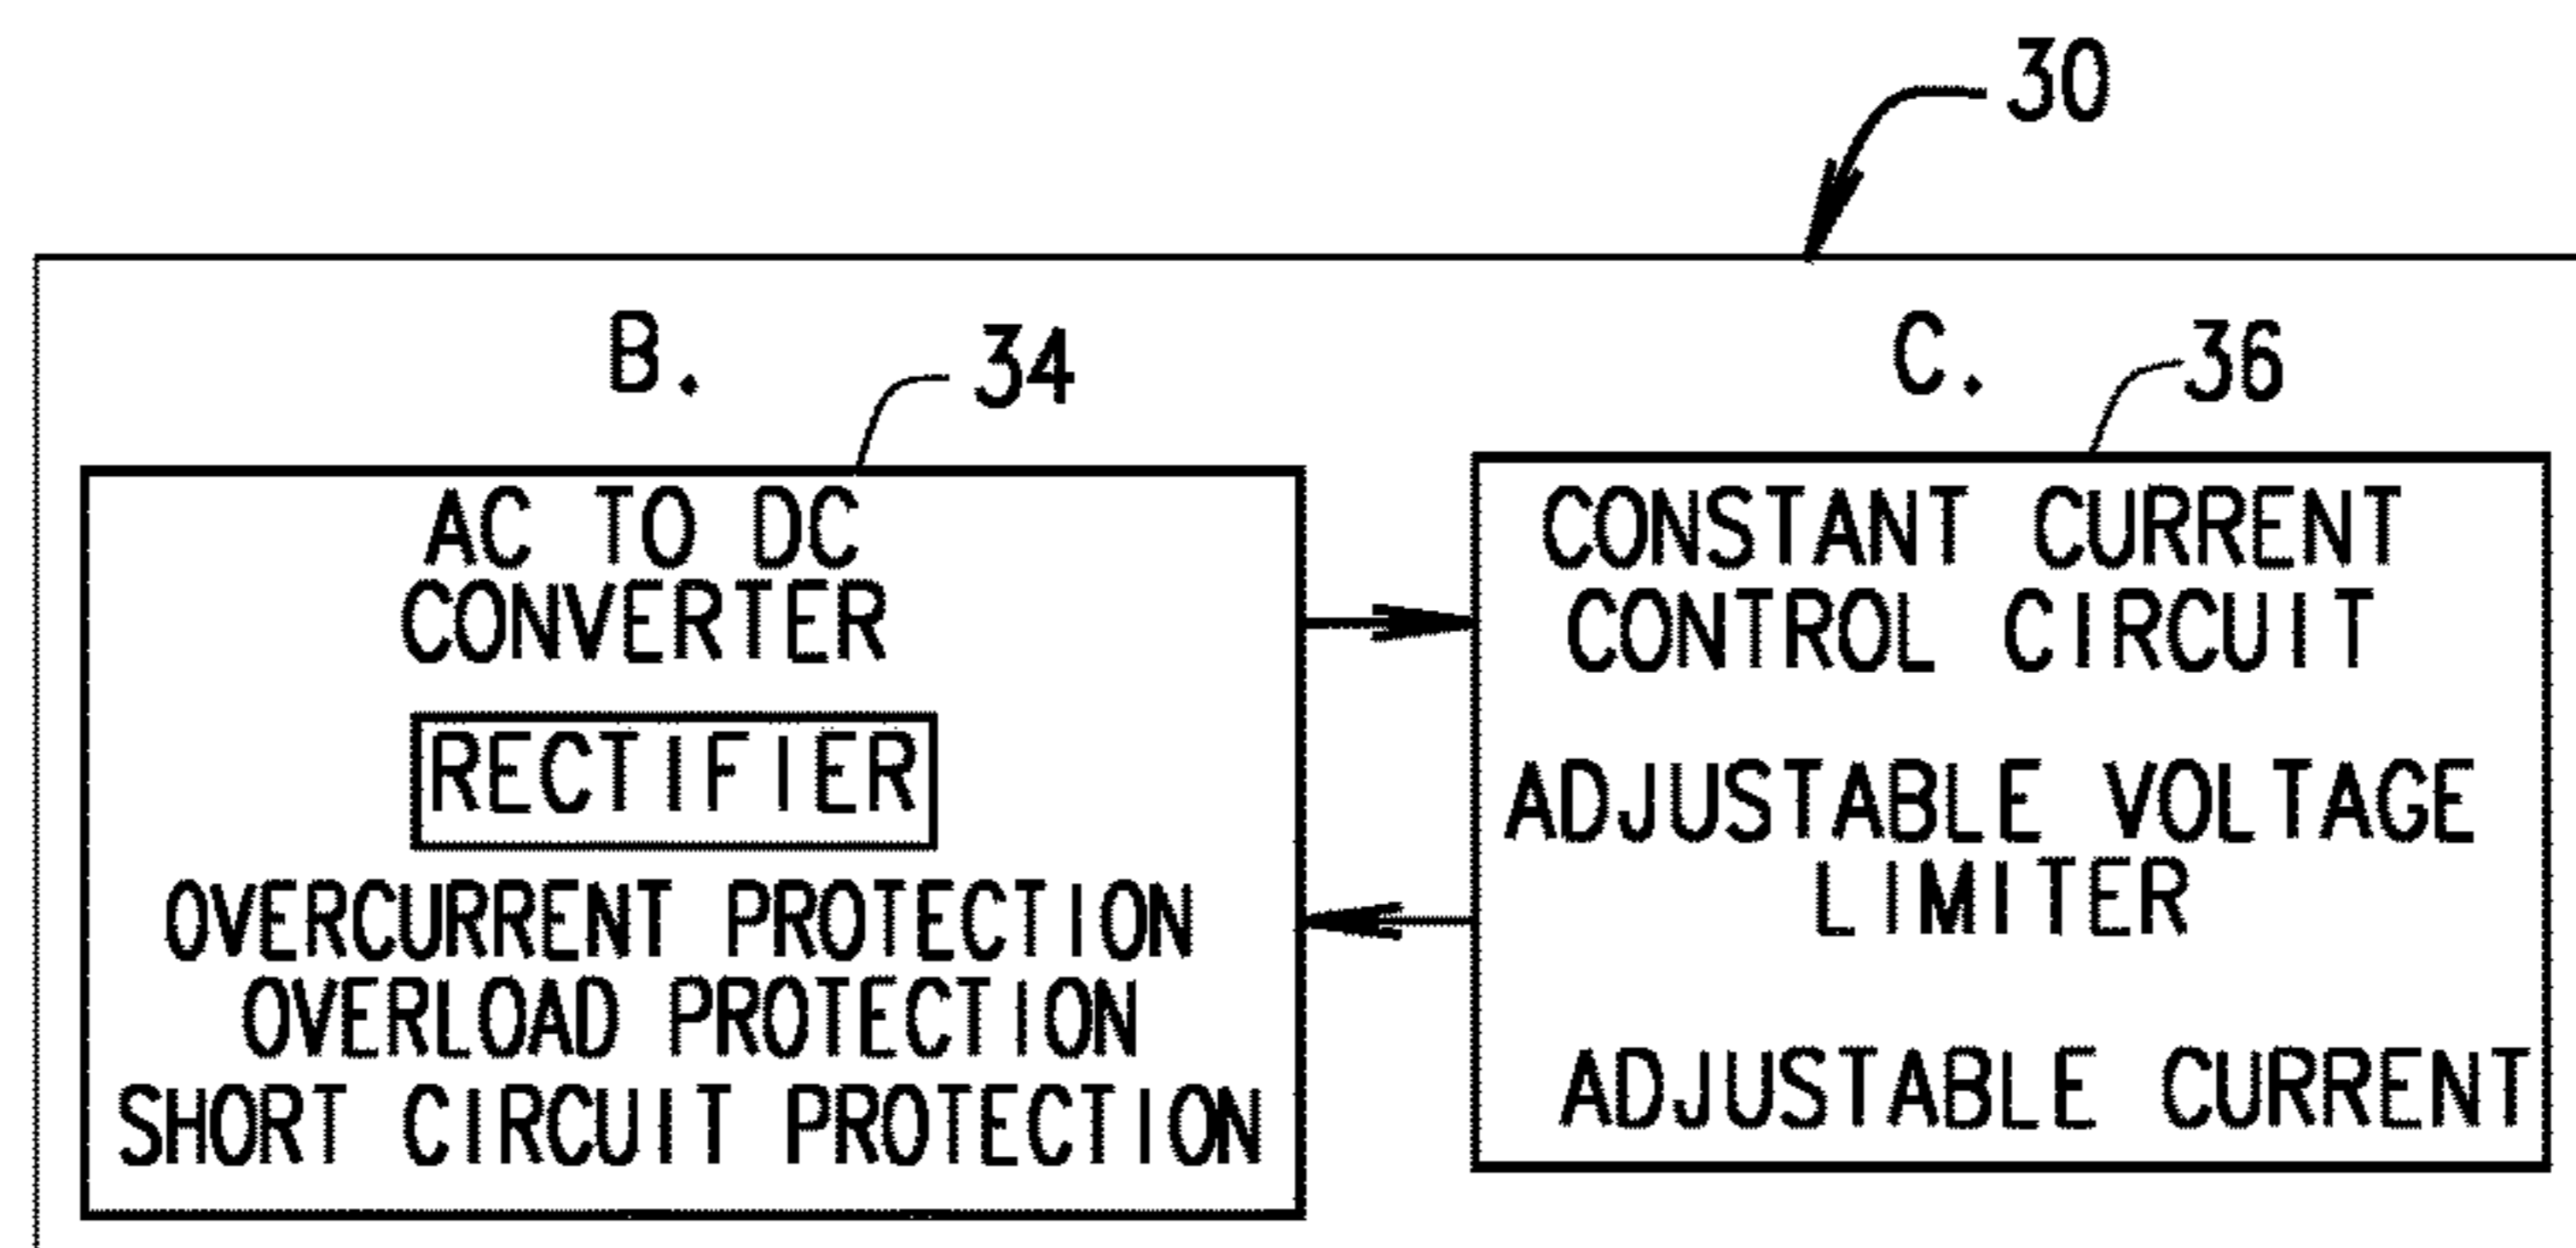 30
B.
34
AC TO DC
CONVERTER
RECTIFIER
OVERCURRENT PROTECTION
OVERLOAD PROTECTION
SHORT CIRCUIT PROTECTION
C.
36
CONSTANT CURRENT
CONTROL CIRCUIT
ADJUSTABLE VOLTAGE
LIMITER
ADJUSTABLE CURRENT